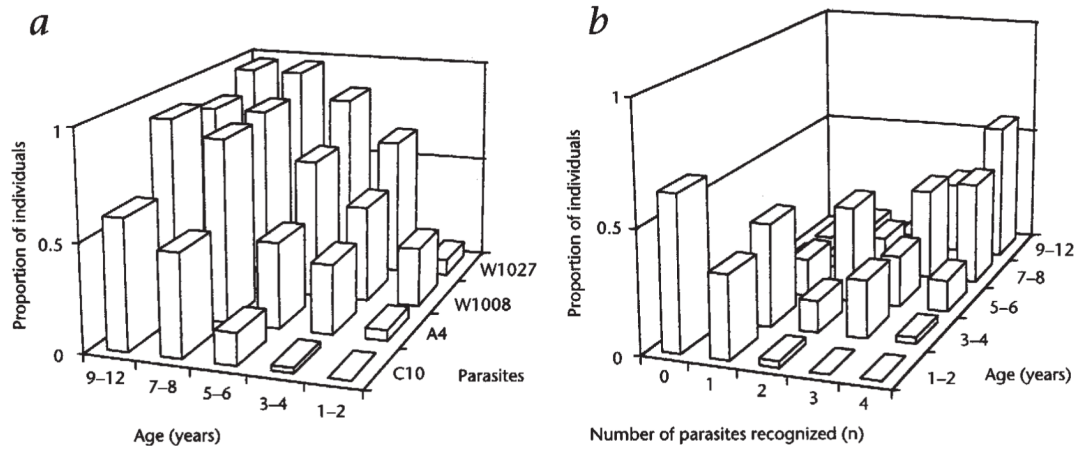 a
Proportion of individuals
1
0.5
0
9–12
7–8
5–6
3–4
1–2
Age (years)
C10
A4
W1008
W1027
Parasites
b
Proportion of individuals
1
0.5
0
0
1
2
3
4
Number of parasites recognized (n)
1–2
3–4
5–6
7–8
9–12
Age (years)